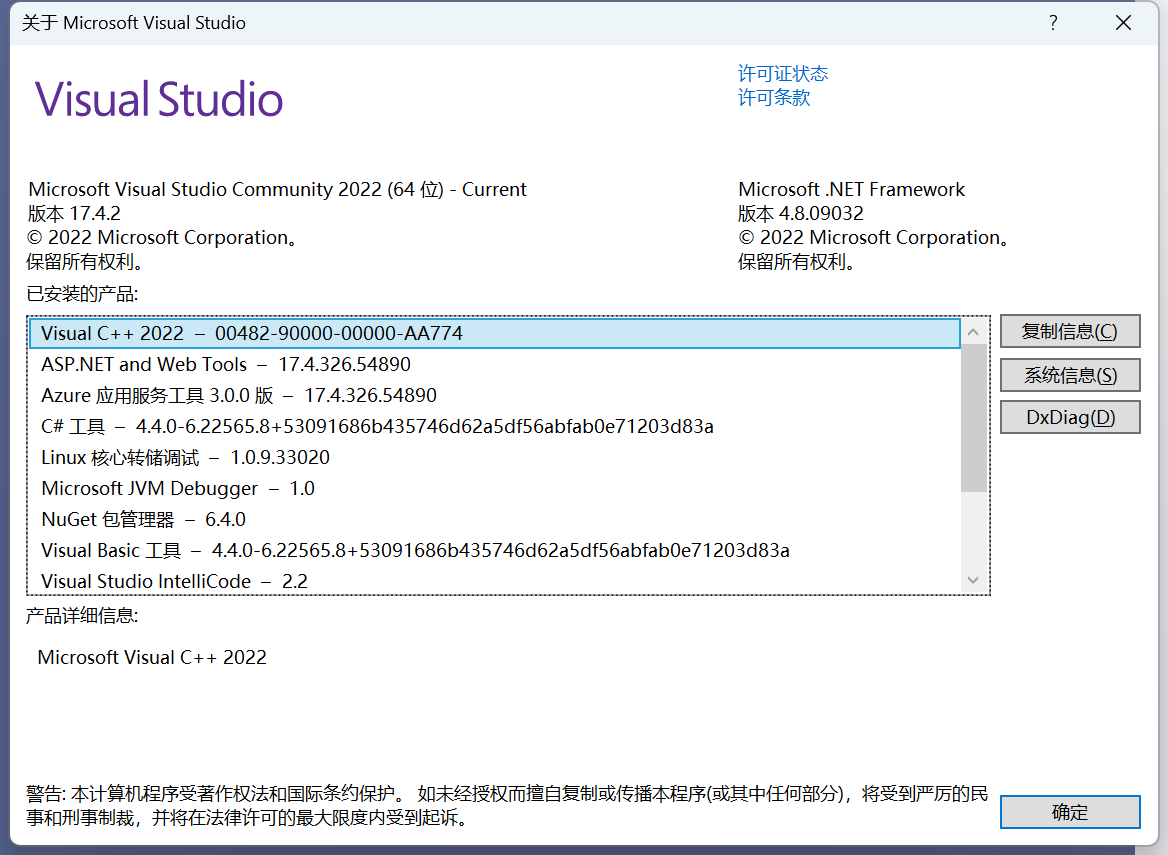 关于 Microsoft Visual Studio
?
Visual Studio
许可证状态
许可条款
Microsoft Visual Studio Community 2022 (64 位) - Current
版本 17.4.2
© 2022 Microsoft Corporation。
保留所有权利。
Microsoft .NET Framework
版本 4.8.09032
© 2022 Microsoft Corporation。
保留所有权利。
已安装的产品:
Visual C++ 2022 – 00482-90000-00000-AA774
ASP.NET and Web Tools – 17.4.326.54890
Azure 应用服务工具 3.0.0 版 – 17.4.326.54890
C# 工具 – 4.4.0-6.22565.8+53091686b435746d62a5df56abfab0e71203d83a
Linux 核心转储调试 – 1.0.9.33020
Microsoft JVM Debugger – 1.0
NuGet 包管理器 – 6.4.0
Visual Basic 工具 – 4.4.0-6.22565.8+53091686b435746d62a5df56abfab0e71203d83a
Visual Studio IntelliCode – 2.2
复制信息(C)
系统信息(S)
DxDiag(D)
产品详细信息:
Microsoft Visual C++ 2022
警告: 本计算机程序受著作权法和国际条约保护。 如未经授权而擅自复制或传播本程序(或其中任何部分)，将受到严厉的民
事和刑事制裁，并将在法律许可的最大限度内受到起诉。
确定